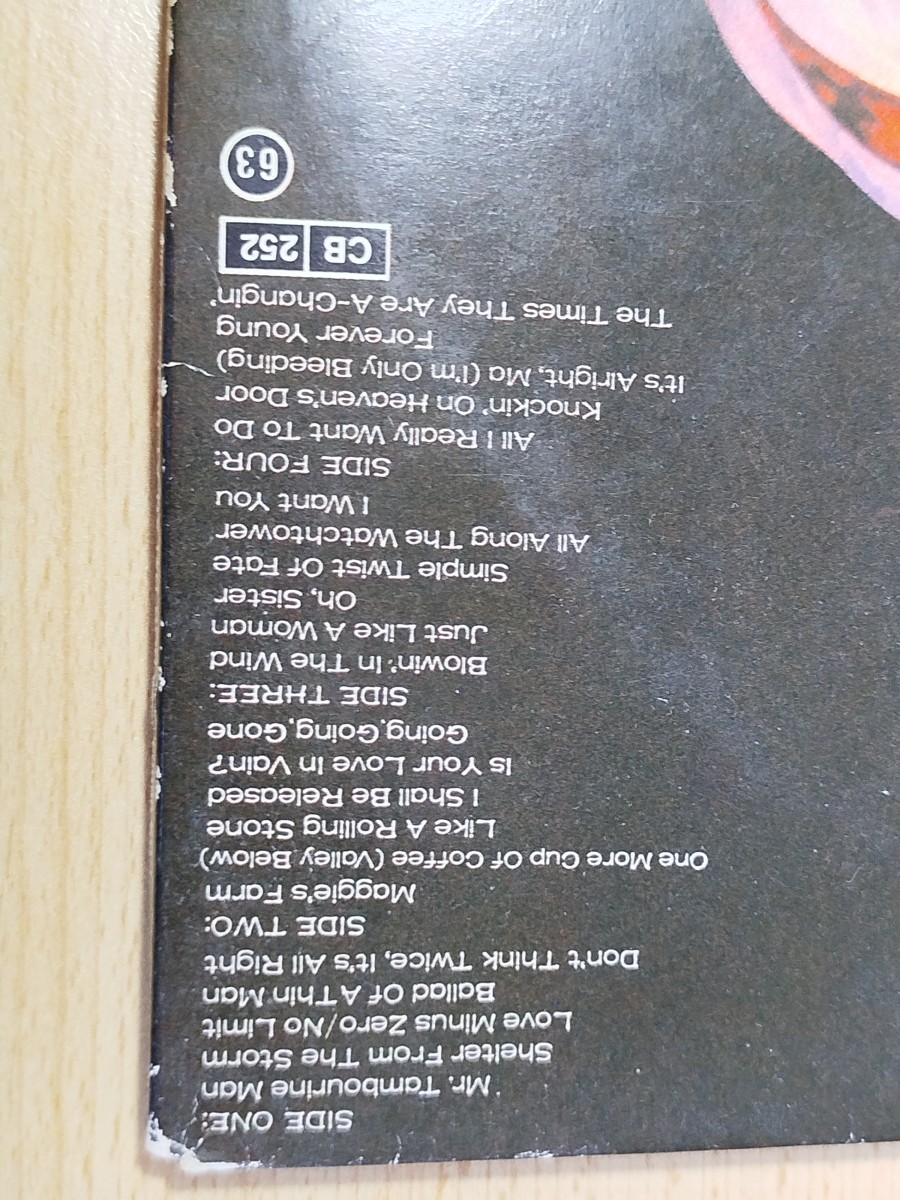 SIDE ONE:
Mr. Tambourine Man
Shelter From The Storm
Love Minus Zero/No Limit
Ballad Of A Thin Man
Don't Think Twice, It's All Right
SIDE TWO:
Maggie's Farm
One More Cup Of Coffee (Valley Below)
Like A Rolling Stone
I Shall Be Released
Is Your Love In Vain?
Going, Going, Gone
SIDE THREE:
Blowin' In The Wind
Just Like A Woman
Oh, Sister
Simple Twist Of Fate
All Along The Watchtower
I Want You
SIDE FOUR:
All I Really Want To Do
Knockin' On Heaven's Door
It's Alright, Ma (I'm Only Bleeding)
Forever Young
The Times They Are A-Changin'
CB 252
63